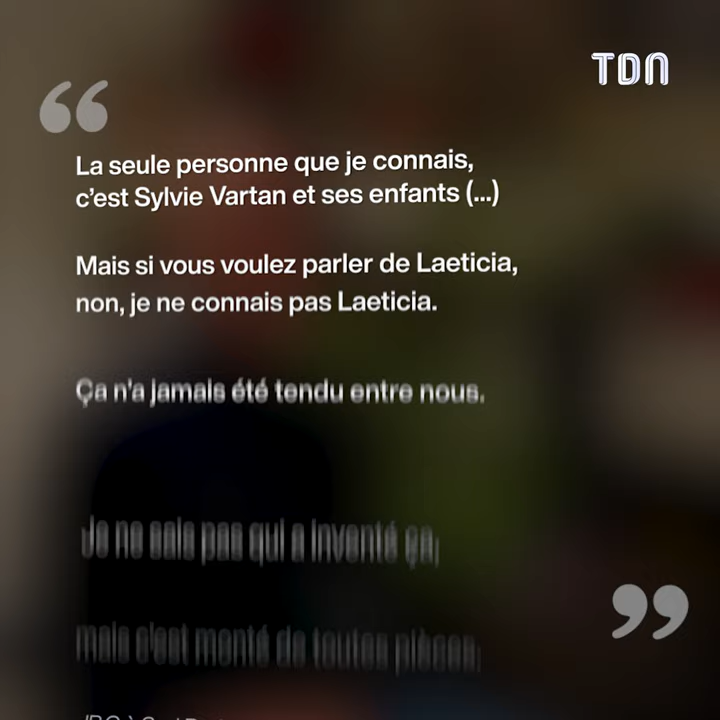 TDN
La seule personne que je connais,
c'est Sylvie Vartan et ses enfants (...)
Mais si vous voulez parler de Laeticia,
non, je ne connais pas Laeticia.
Ça n'a jamais été tendu entre nous.
Je ne sais pas qui a inventé ça,
mais c'est monté de toutes pièces.